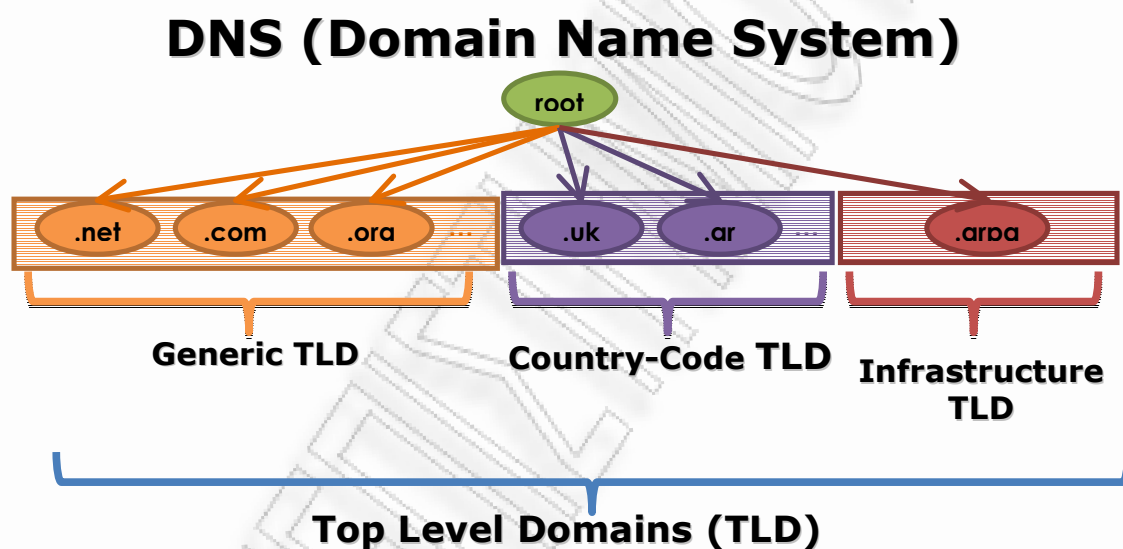 DNS (Domain Name System)
root
.net .com .org ... .uk .ar ... .arpa
Generic TLD
Country-Code TLD
Infrastructure
TLD
Top Level Domains (TLD)